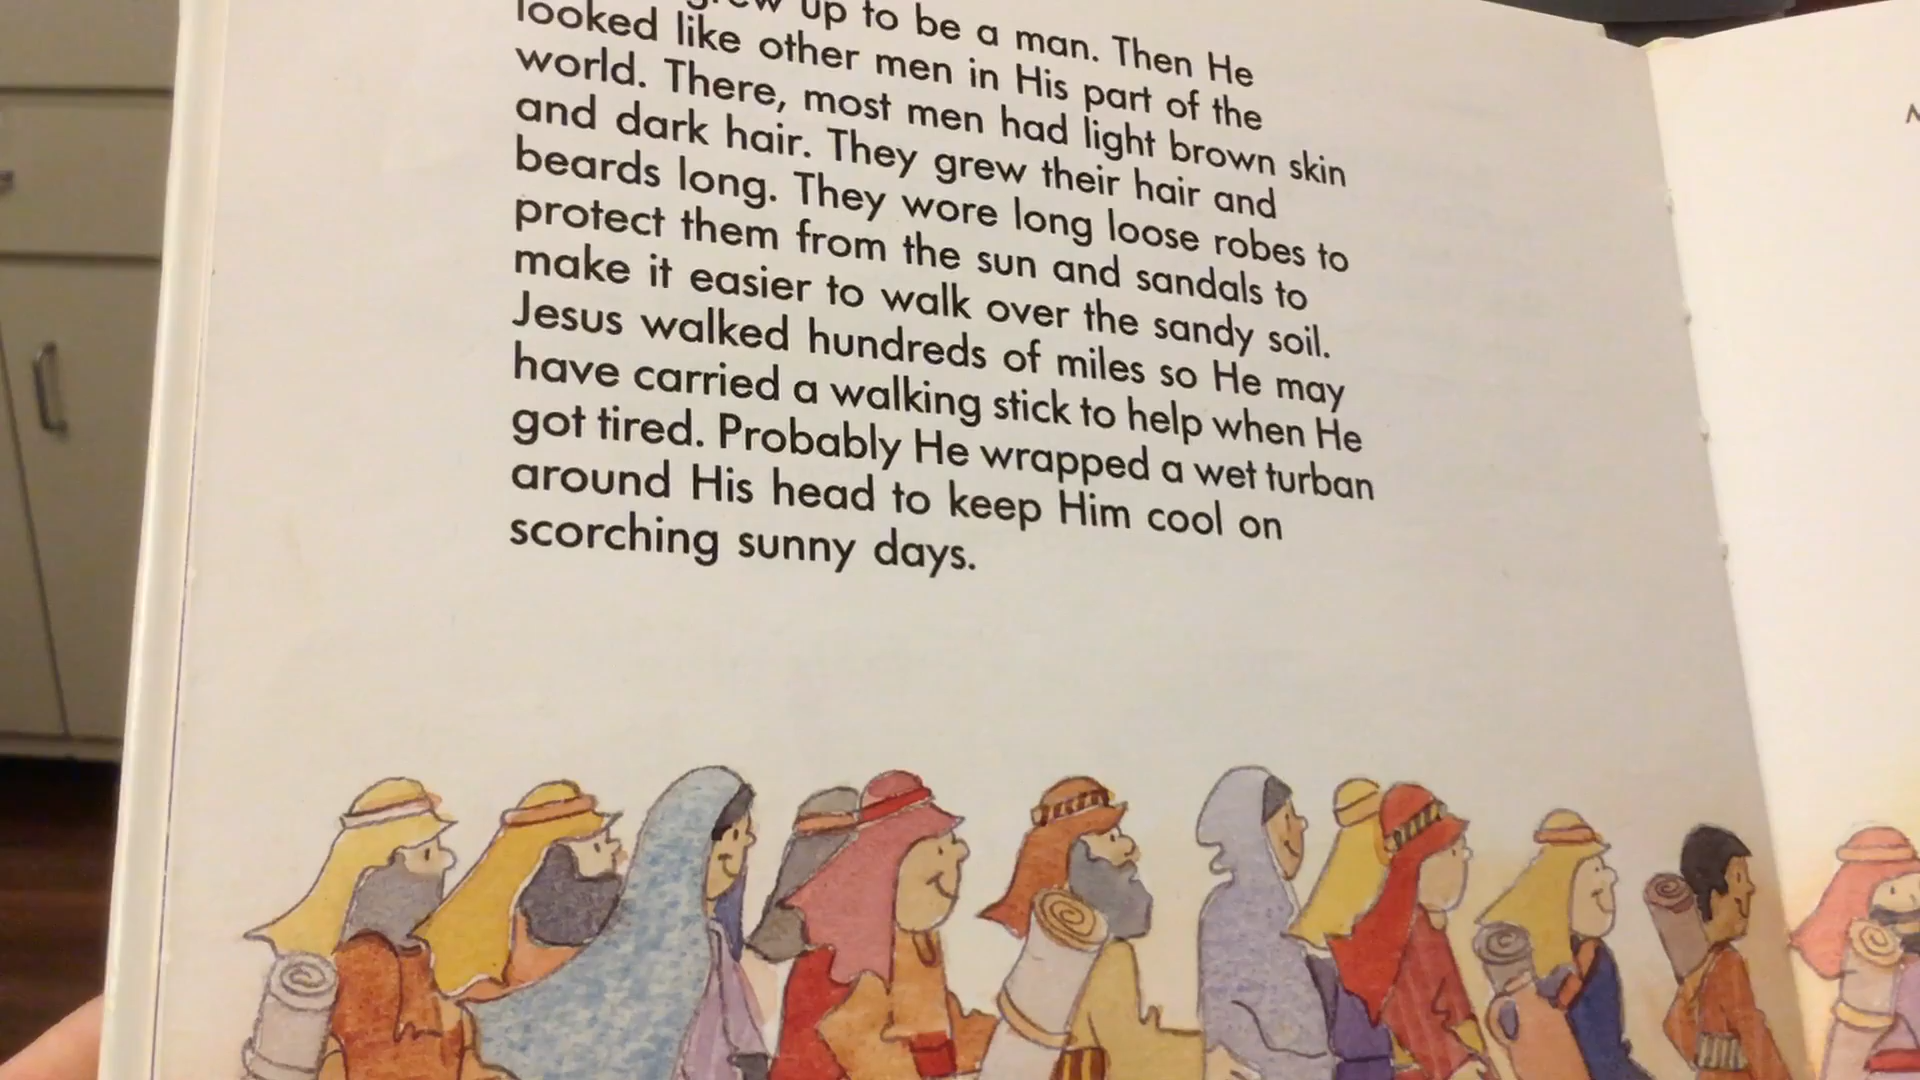 up to be a man. Then He
looked like other men in His part of the
world. There, most men had light brown skin
and dark hair. They grew their hair and
beards long. They wore long loose robes to
protect them from the sun and sandals to
make it easier to walk over the sandy soil.
Jesus walked hundreds of miles so He may
have carried a walking stick to help when He
got tired. Probably He wrapped a wet turban
around His head to keep Him cool on
scorching sunny days.